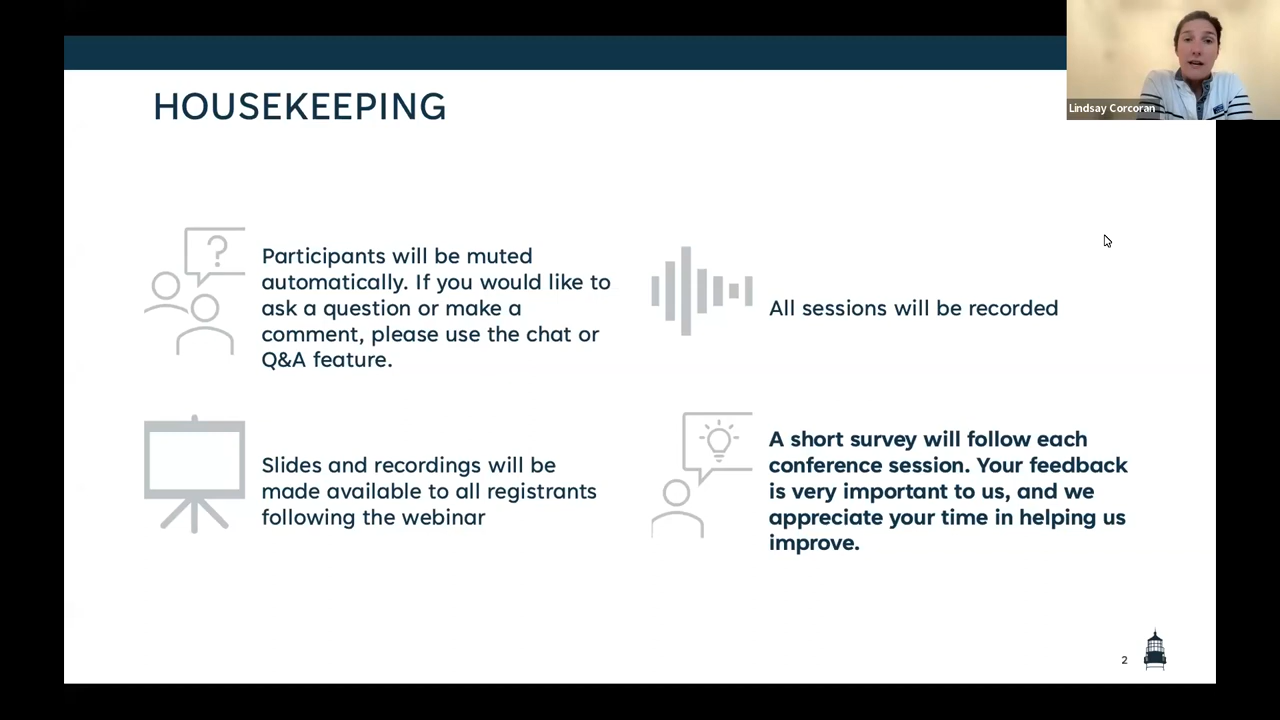 HOUSEKEEPING
Lindsay Corcoran
?
Participants will be muted
automatically. If you would like to
ask a question or make a
comment, please use the chat or
Q&A feature.
All sessions will be recorded
Slides and recordings will be
made available to all registrants
following the webinar
A short survey will follow each
conference session. Your feedback
is very important to us, and we
appreciate your time in helping us
improve.
2